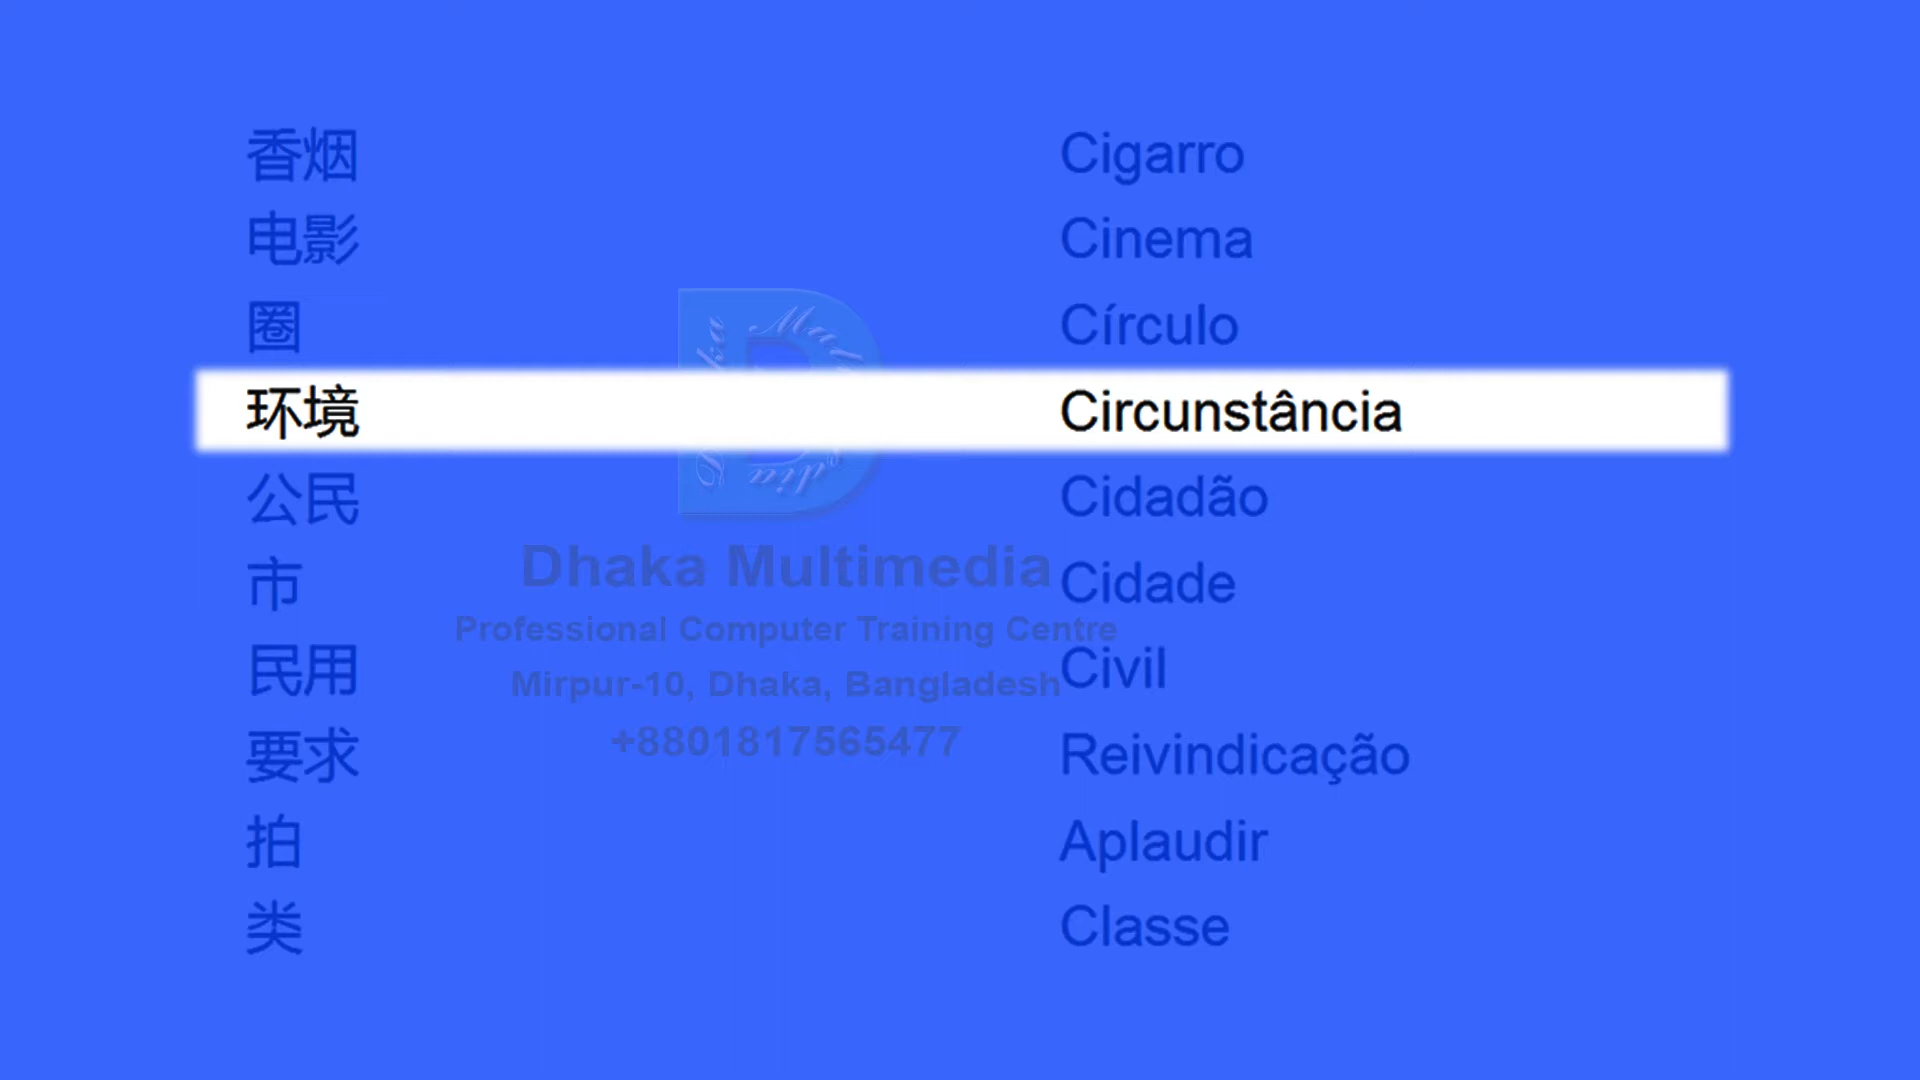 香烟 Cigarro
电影 Cinema
圈 Círculo
环境 Circunstância
公民 Cidadão
市 Cidade
民用 Civil
要求 Reivindicação
拍 Aplaudir
类 Classe
Dhaka Multimedia
Professional Computer Training Centre
Mirpur-10, Dhaka, Bangladesh
+8801817565477